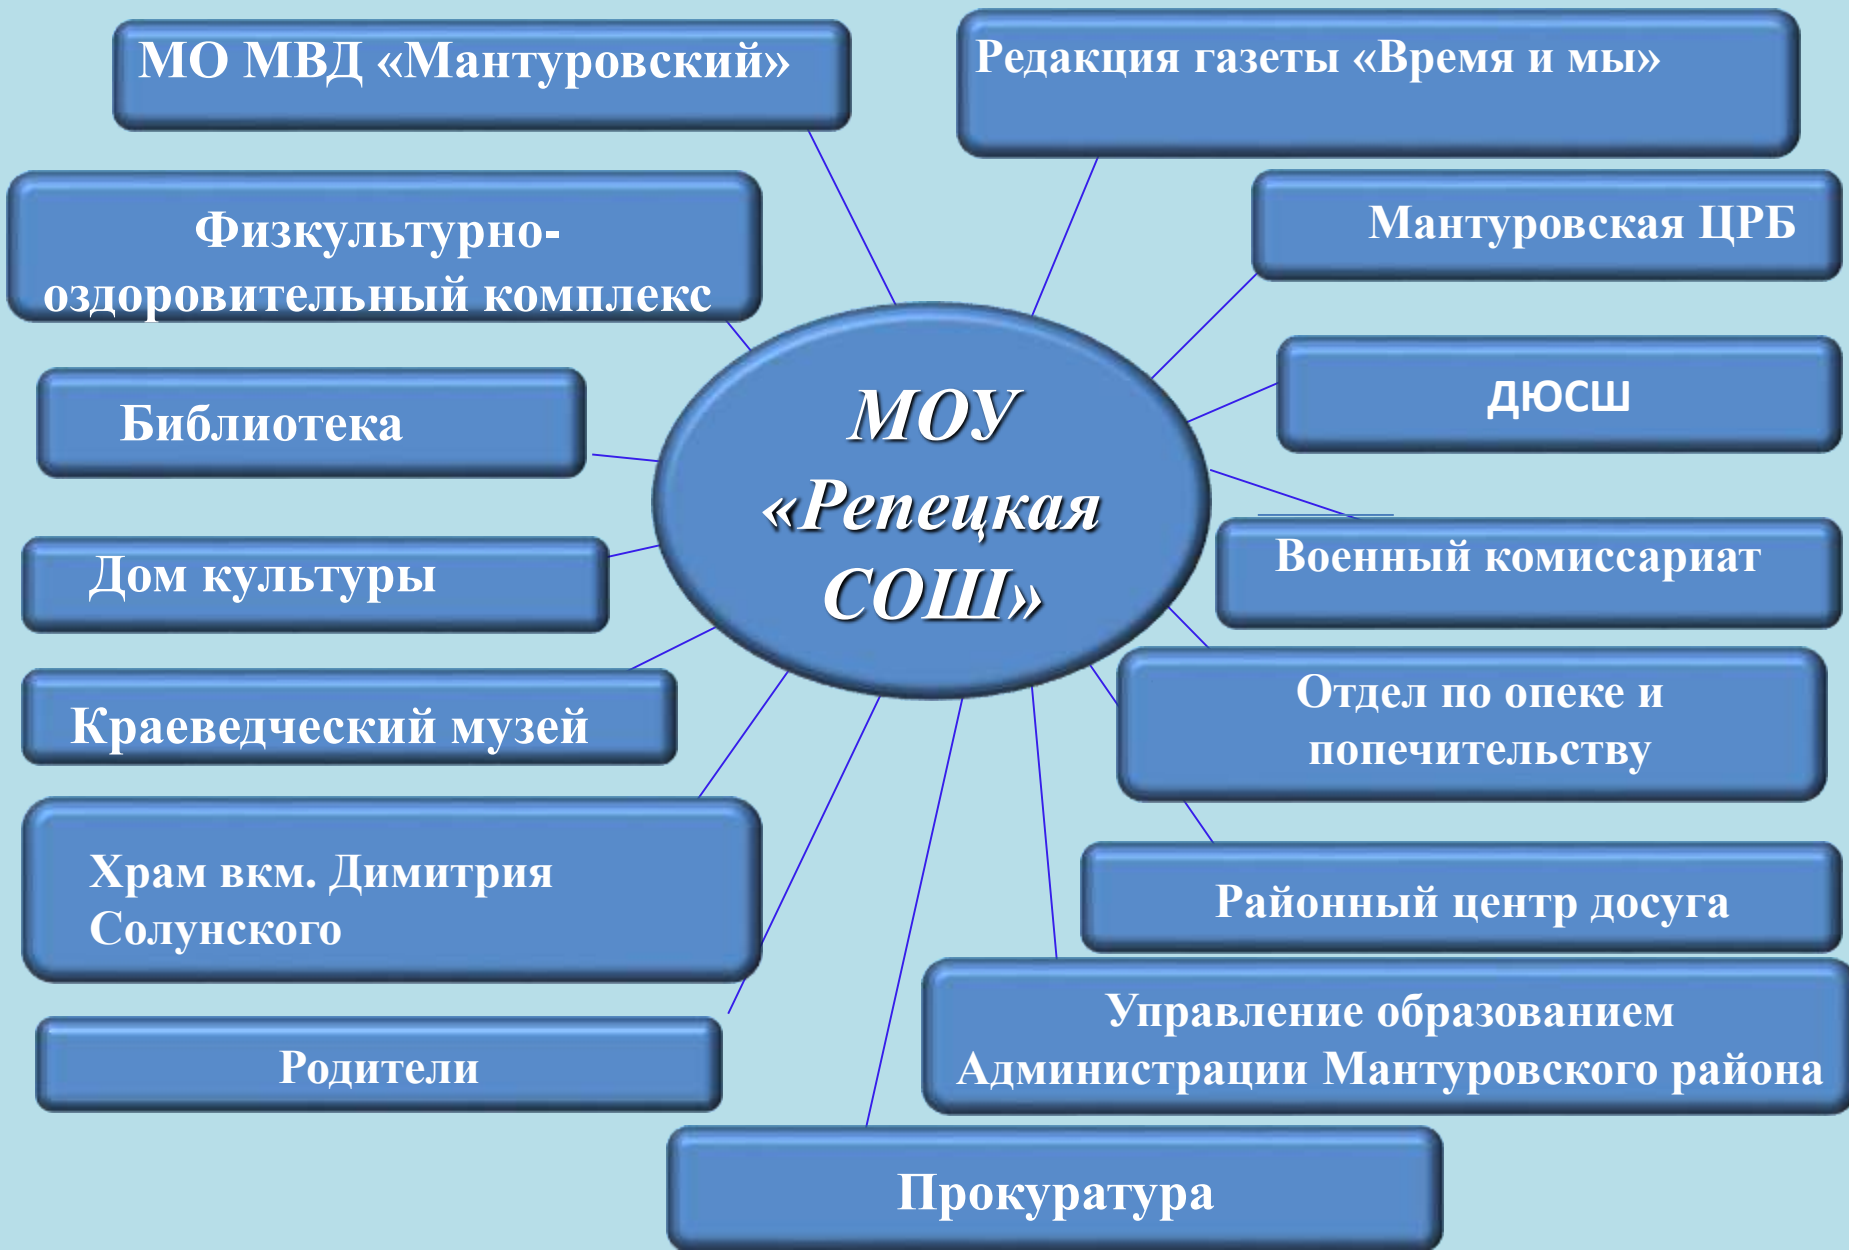 МО МВД «Мантуровский»
Редакция газеты «Время и мы»
Физкультурно-
оздоровительный комплекс
Мантуровская ЦРБ
Библиотека
ДЮСШ
МОУ
«Репецкая
СОШ»
Дом культуры
Военный комиссариат
Краеведческий музей
Отдел по опеке и
попечительству
Храм вкм. Димитрия
Солунского
Районный центр досуга
Родители
Управление образованием
Администрации Мантуровского района
Прокуратура